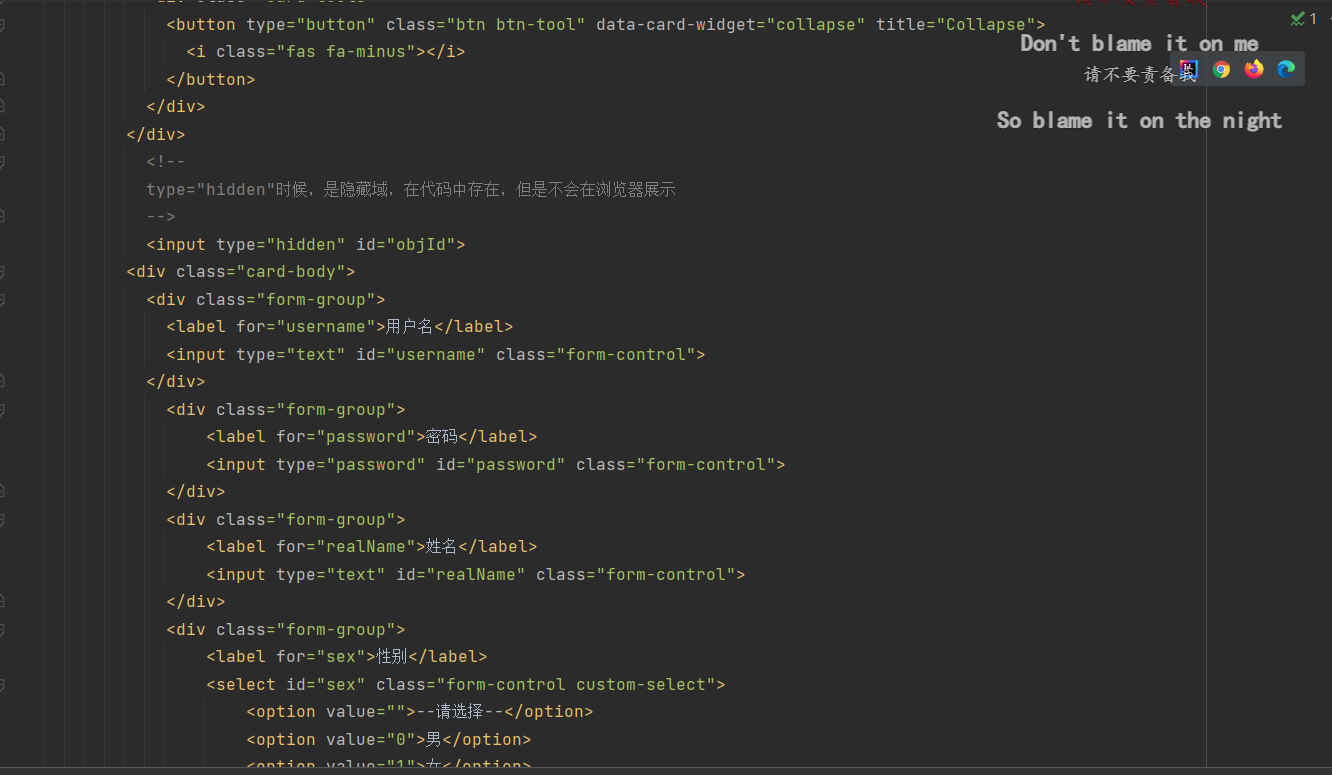 <button type="button" class="btn btn-tool" data-card-widget="collapse" title="Collapse">
<i class="fas fa-minus"></i>
</button>
</div>
</div>
<!--
type="hidden"时候，是隐藏域，在代码中存在，但是不会在浏览器展示
-->
<input type="hidden" id="objId">
<div class="card-body">
<div class="form-group">
<label for="username">用户名</label>
<input type="text" id="username" class="form-control">
</div>
<div class="form-group">
<label for="password">密码</label>
<input type="password" id="password" class="form-control">
</div>
<div class="form-group">
<label for="realName">姓名</label>
<input type="text" id="realName" class="form-control">
</div>
<div class="form-group">
<label for="sex">性别</label>
<select id="sex" class="form-control custom-select">
<option value="">--请选择--</option>
<option value="0">男</option>
<option value="1">女</option>
1
Don't blame it on me
请不要责备我
So blame it on the night